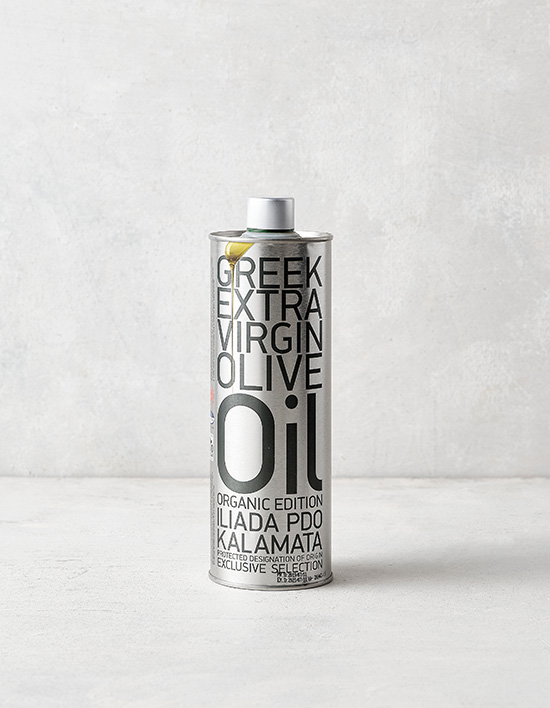 GREEK
EXTRA
VIRGIN
OLIVE
Oil
ORGANIC EDITION
ILIADA PDO
KALAMATA
PROTECTED DESIGNATION OF ORIGIN
EXCLUSIVE SELECTION